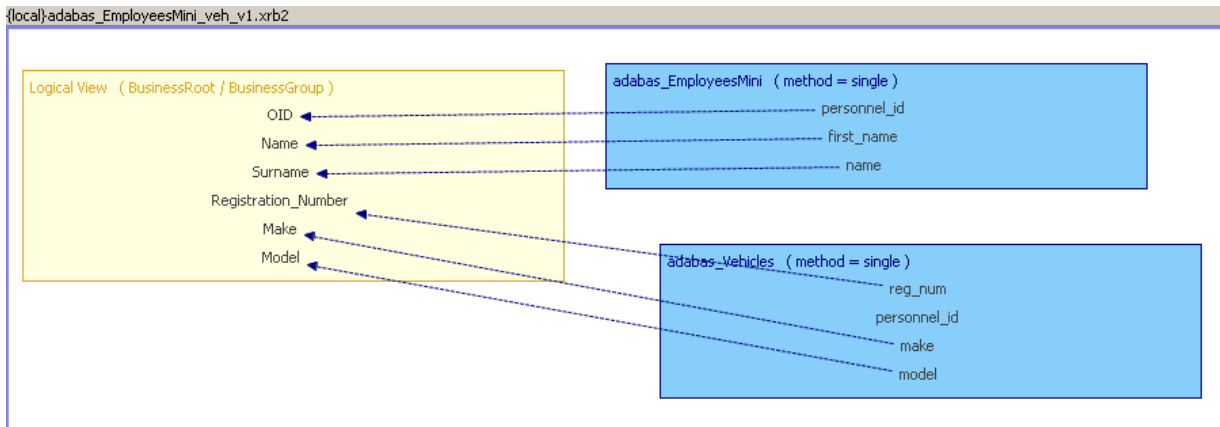 {local}adabas_EmployeesMini_veh_v1.xrb2
Logical View ( BusinessRoot / BusinessGroup )
OID
Name
Surname
Registration_Number
Make
Model
adabas_EmployeesMini ( method = single )
personnel_id
first_name
name
adabas_Vehicles ( method = single )
reg_num
personnel_id
make
model